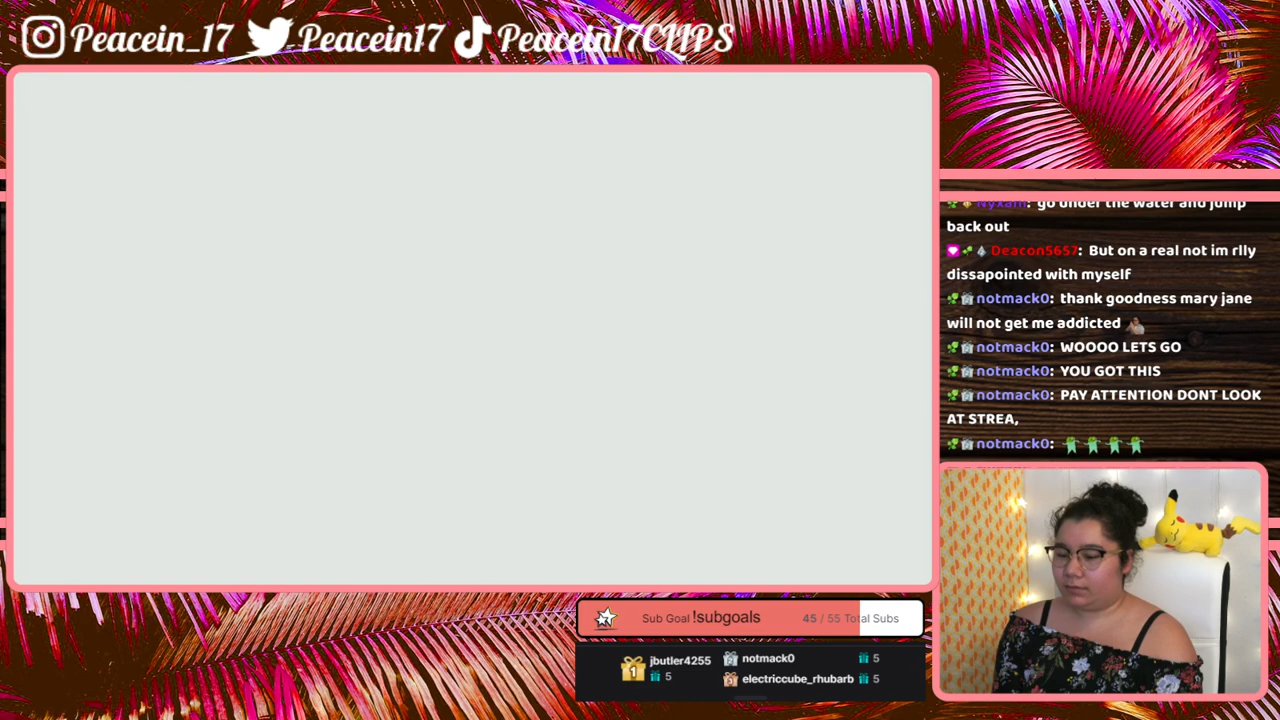 Peacein_17 Peacein17 Peacein17ClIPS
Nyxam: go under the water and jump
back out
Deacon5657: But on a real not im rlly
dissapointed with myself
notmack0: thank goodness mary jane
will not get me addicted
notmack0: WOOOO LETS GO
notmack0: YOU GOT THIS
notmack0: PAY ATTENTION DONT LOOK
AT STREA,
notmack0:
Sub Goal !subgoals 45 / 55 Total Subs
1 jbutler4255 5
notmack0 5
electriccube_rhubarb 5